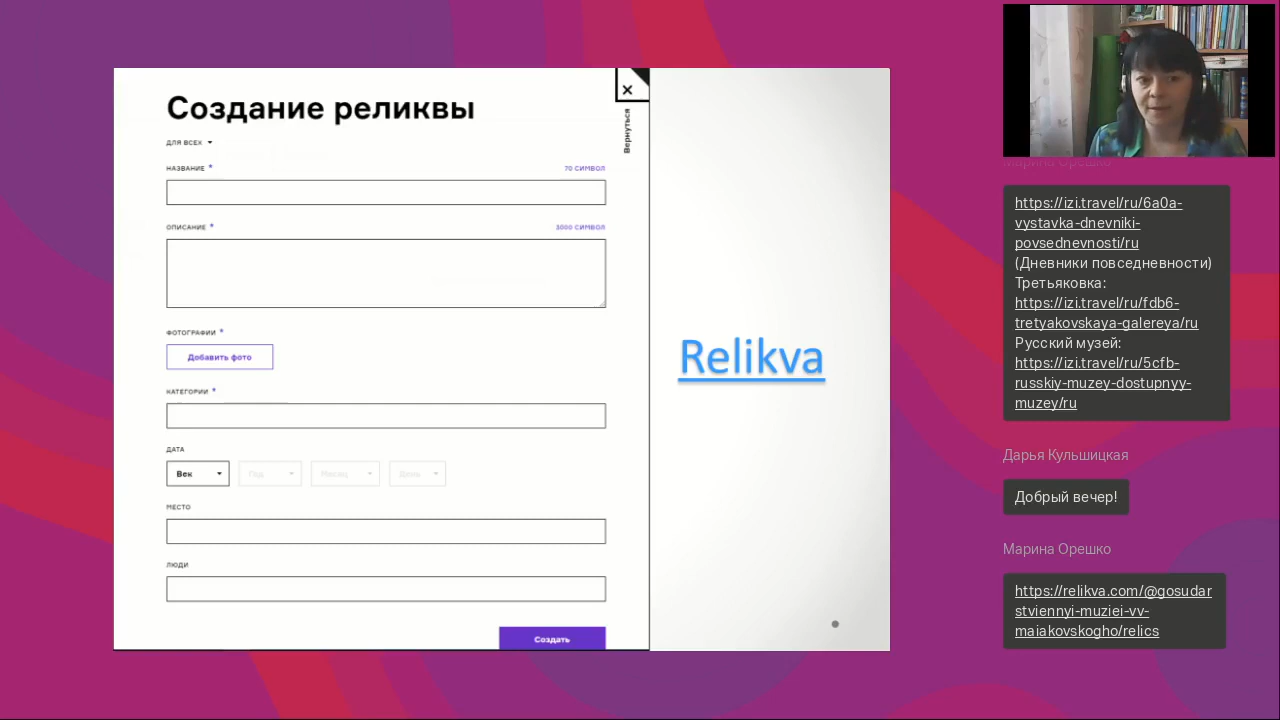 Создание реликвы
Вернуться
ДЛЯ ВСЕХ
НАЗВАНИЕ *
70 СИМВОЛ
ОПИСАНИЕ *
3000 СИМВОЛ
ФОТОГРАФИИ *
Добавить фото
КАТЕГОРИИ *
ДАТА
Век
Год
Месяц
День
МЕСТО
ЛЮДИ
Создать
Relikva
Марина Орешко
https://izi.travel/ru/6a0a-
vystavka-dnevniki-
povsednevnosti/ru
(Дневники повседневности)
Третьяковка:
https://izi.travel/ru/fdb6-
tretyakovskaya-galereya/ru
Русский музей:
https://izi.travel/ru/5cfb-
russkiy-muzey-dostupnyy-
muzey/ru
Дарья Кульшицкая
Добрый вечер!
Марина Орешко
https://relikva.com/@gosudar
stviennyi-muziei-vv-
maiakovskogho/relics